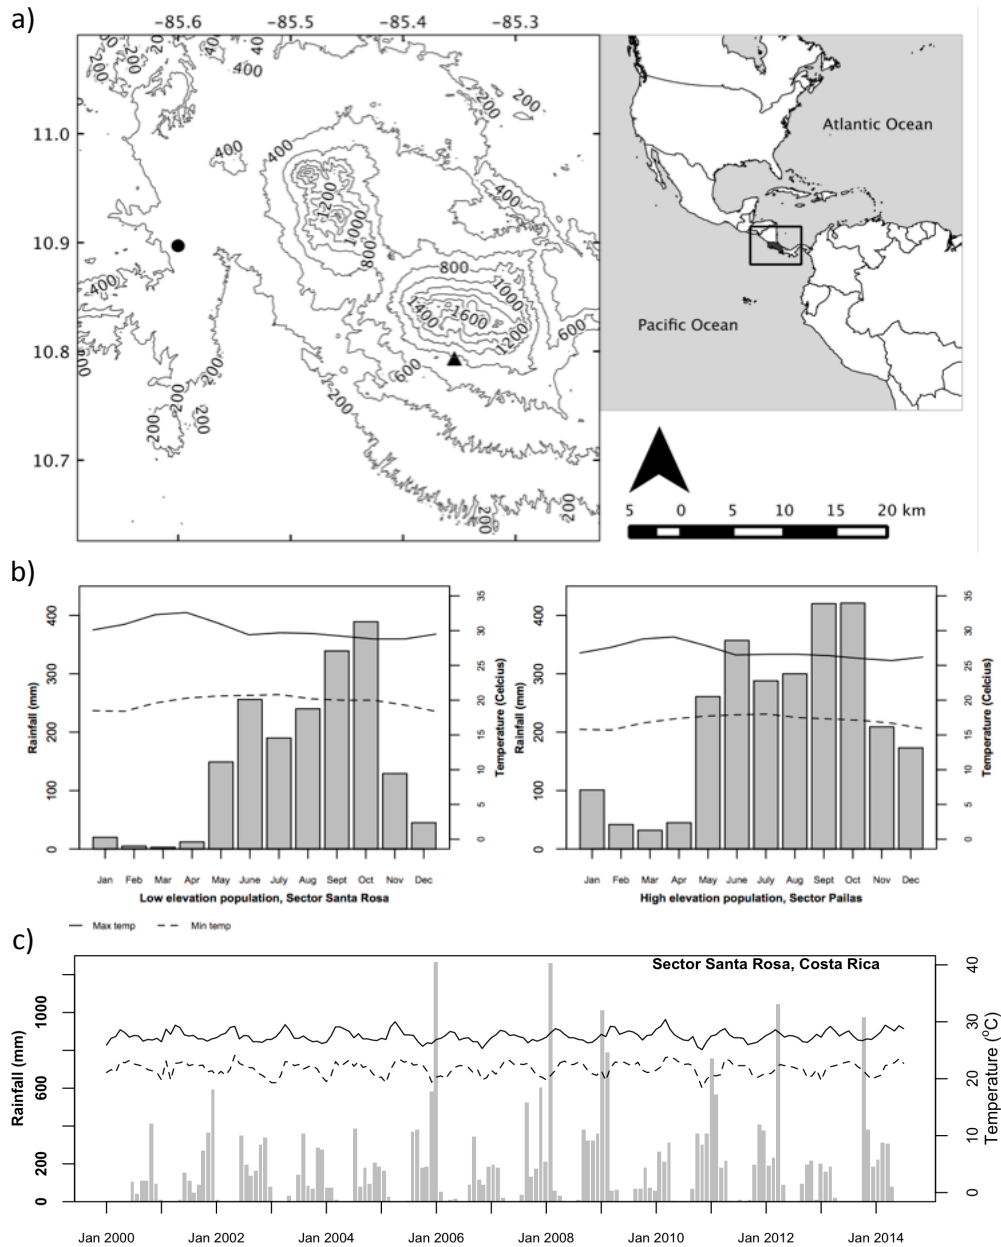 a)
−85.6 −85.5 −85.4 −85.3
11.0
10.9
10.8
10.7
200
200
20
40
40
400
200
200
400
400
400
1200
1000
800
400
800
1000
1400
1600
1200
600
600
200
200
200
200
200
200
Atlantic Ocean
Pacific Ocean
5 0 5 10 15 20 km
b)
Rainfall (mm)
0 100 200 300 400
Temperature (Celcius)
0 5 10 15 20 25 30 35
Jan Feb Mar Apr May June July Aug Sept Oct Nov Dec
Low elevation population, Sector Santa Rosa
Max temp Min temp
Rainfall (mm)
0 100 200 300 400
Temperature (Celcius)
0 5 10 15 20 25 30 35
Jan Feb Mar Apr May June July Aug Sept Oct Nov Dec
High elevation population, Sector Pailas
c)
Sector Santa Rosa, Costa Rica
Rainfall (mm)
0 200 600 1000
Temperature (°C)
0 10 20 30 40
Jan 2000 Jan 2002 Jan 2004 Jan 2006 Jan 2008 Jan 2010 Jan 2012 Jan 2014